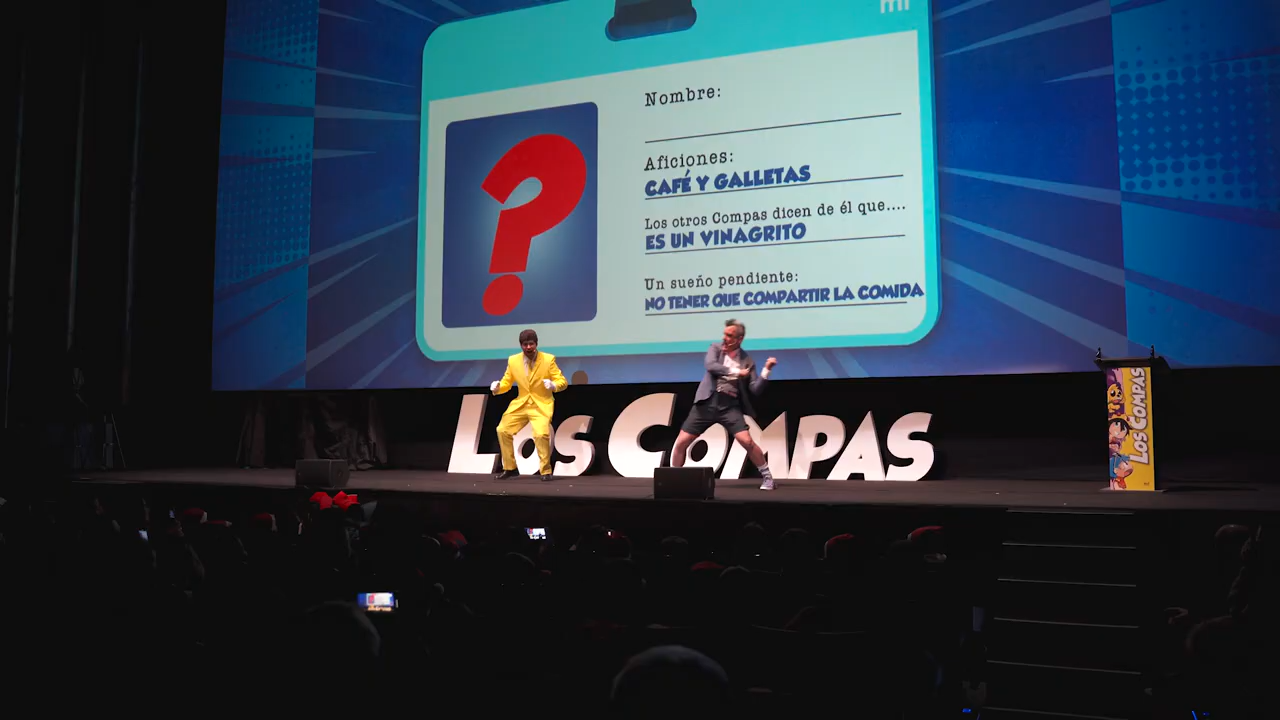 mr
Nombre:
Aficiones:
CAFÉ Y GALLETAS
Los otros Compas dicen de él que....
ES UN VINAGRITO
Un sueño pendiente:
NO TENER QUE COMPARTIR LA COMIDA
LOS COMPAS
LOS COMPAS